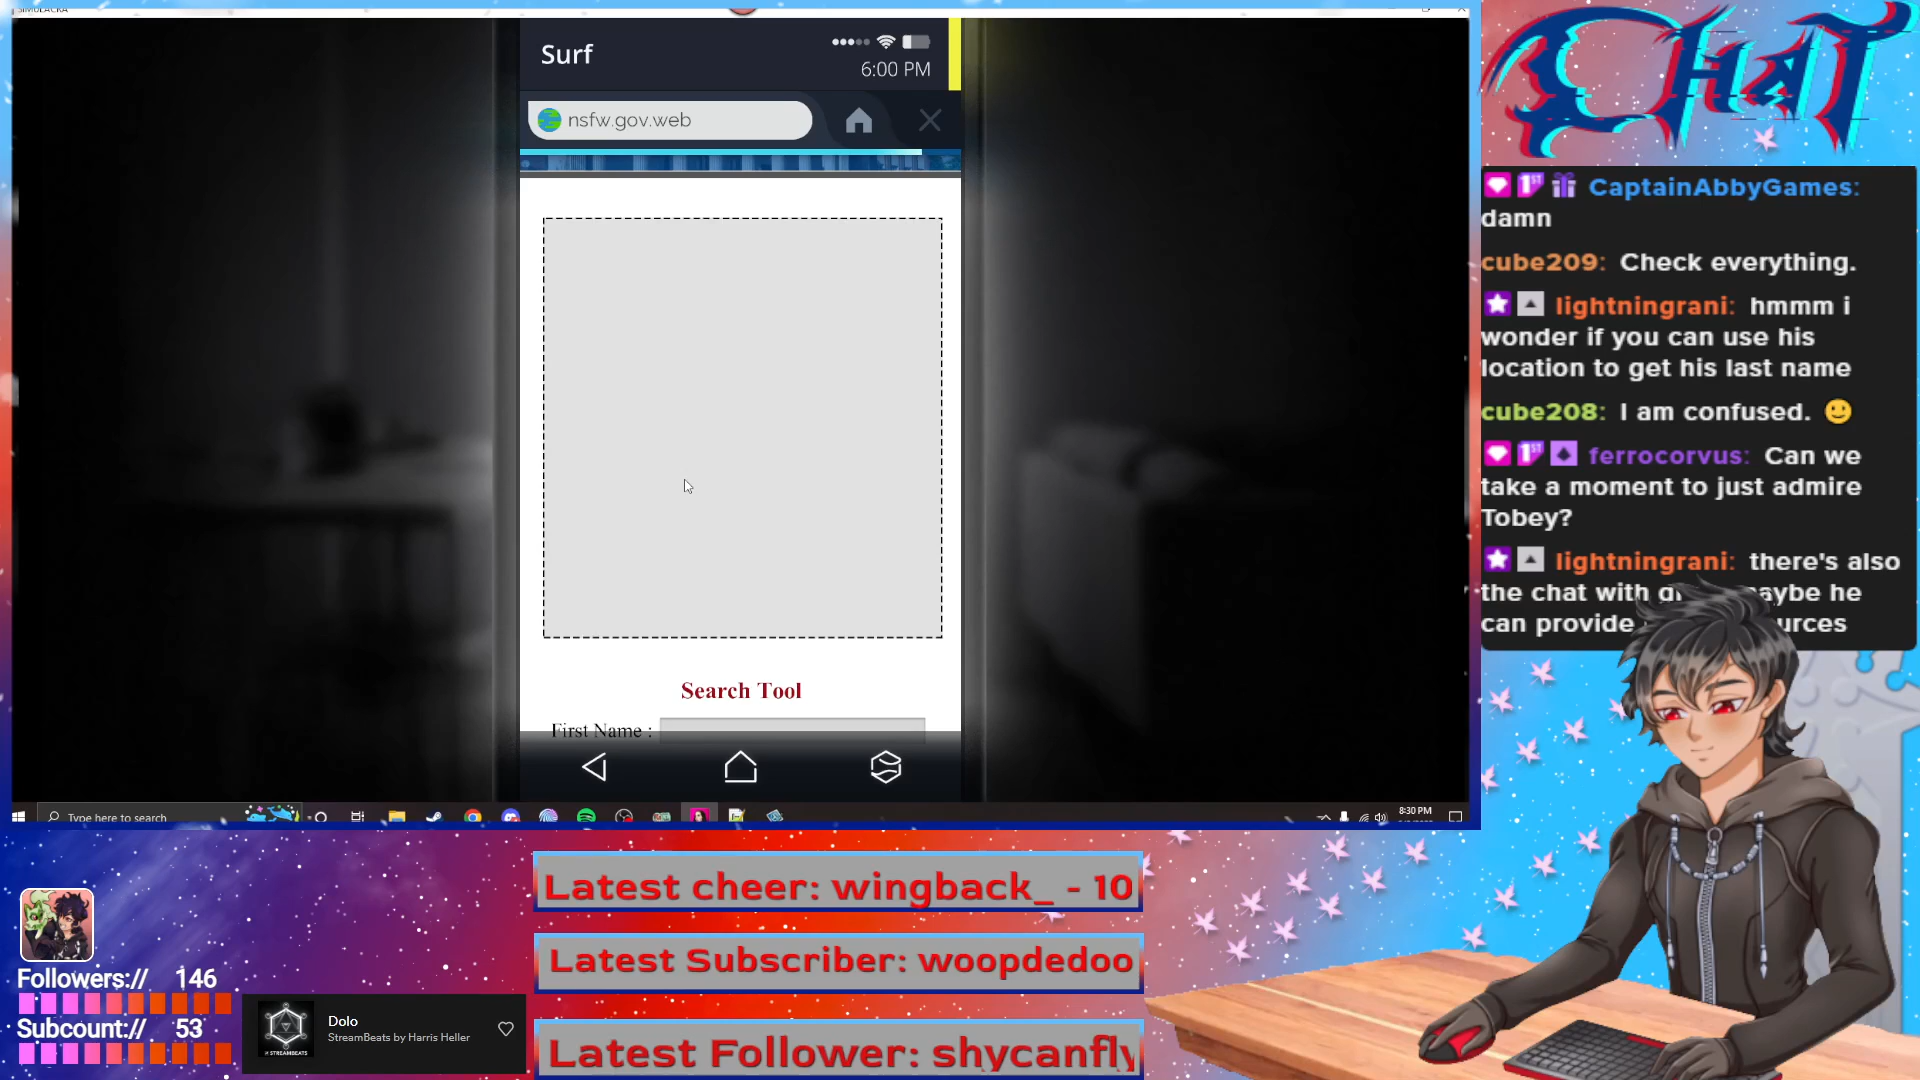 SIMULACRA
Surf
6:00 PM
nsfw.gov.web
Search Tool
First Name :
Type here to search
8:30 PM
CHAT
CaptainAbbyGames:
damn
cube209: Check everything.
lightningrani: hmmm i
wonder if you can use his
location to get his last name
cube208: I am confused.
ferrocorvus: Can we
take a moment to just admire
Tobey?
lightningrani: there's also
the chat with he
can provide
Latest cheer: wingback_ - 10
Latest Subscriber: woopdedoo
Latest Follower: shycanfly
Followers:// 146
Subcount:// 53
Dolo
StreamBeats by Harris Heller
STREAMBEATS